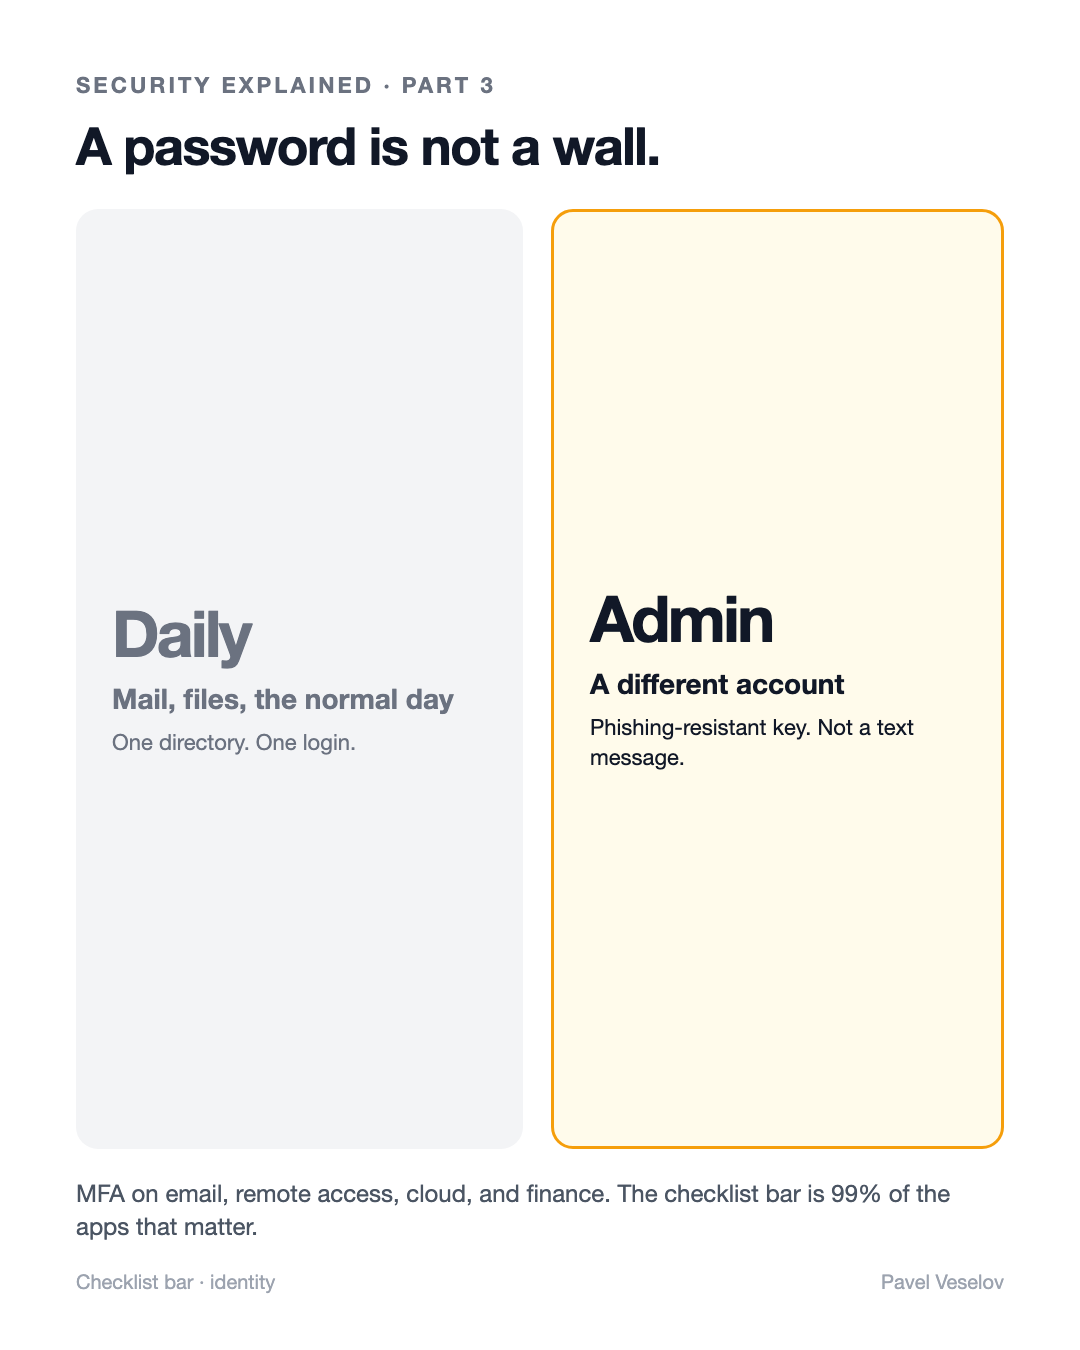 SECURITY EXPLAINED · PART 3
A password is not a wall.
Daily
Mail, files, the normal day
One directory. One login.
Admin
A different account
Phishing-resistant key. Not a text
message.
MFA on email, remote access, cloud, and finance. The checklist bar is 99% of the
apps that matter.
Checklist bar · identity
Pavel Veselov